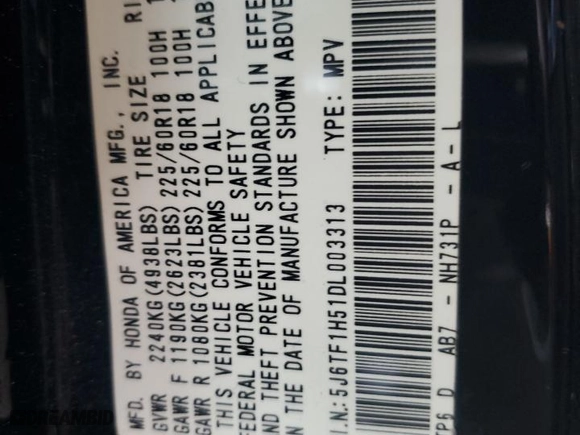 MFD. BY HONDA OF AMERICA MFG., INC.
TIRE SIZE RI
GVWR 2240KG(4938LBS)
GAWR F 1190KG(2623LBS) 225/60R18 100H
GAWR R 1080KG(2381LBS) 225/60R18 100H
THIS VEHICLE CONFORMS TO ALL APPLICAB
FEDERAL MOTOR VEHICLE SAFETY
AND THEFT PREVENTION STANDARDS IN EFFE
ON THE DATE OF MANUFACTURE SHOWN ABOVE
I.N.: 5J6TF1H51DL003313 TYPE: MPV
TP6 D AB7 - NH731P - A - L